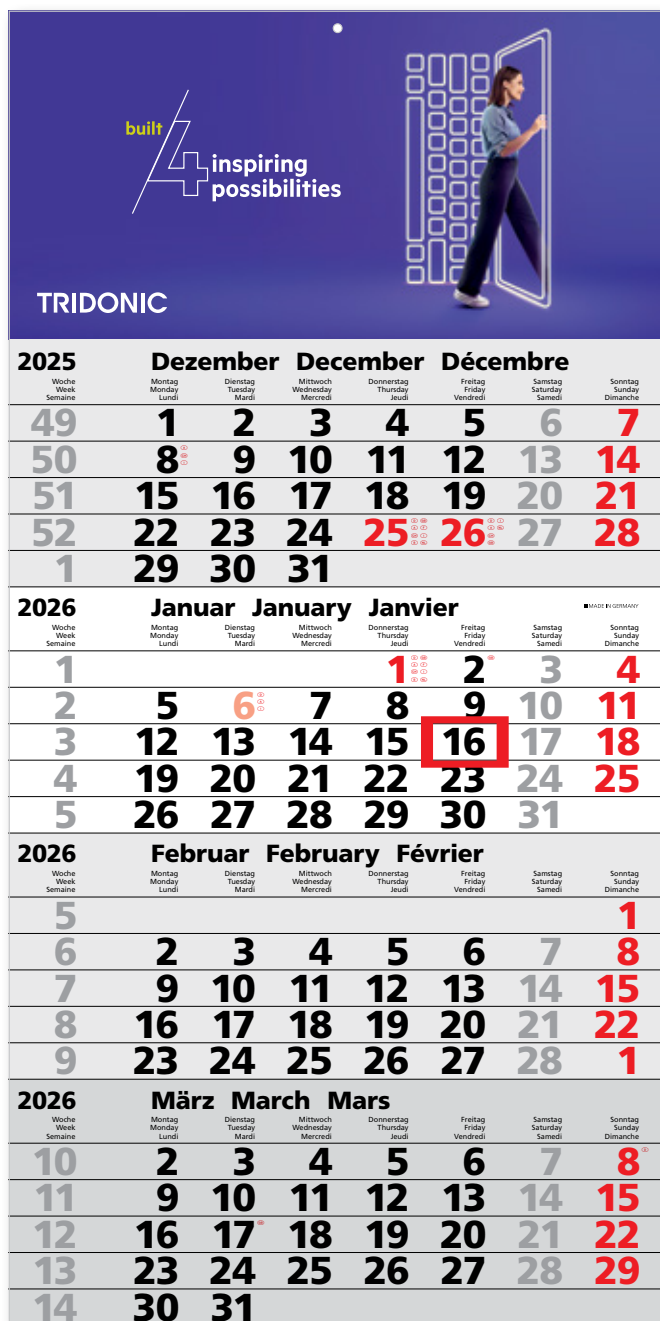 built
4 inspiring
possibilities
TRIDONIC
2025 Dezember December Décembre
Woche Montag Dienstag Mittwoch Donnerstag Freitag Samstag Sonntag
Week Monday Tuesday Wednesday Thursday Friday Saturday Sunday
Semaine Lundi Mardi Mercredi Jeudi Vendredi Samedi Dimanche
49 1 2 3 4 5 6 7
50 8 9 10 11 12 13 14
51 15 16 17 18 19 20 21
52 22 23 24 25 26 27 28
1 29 30 31
2026 Januar January Janvier MADE IN GERMANY
Woche Montag Dienstag Mittwoch Donnerstag Freitag Samstag Sonntag
Week Monday Tuesday Wednesday Thursday Friday Saturday Sunday
Semaine Lundi Mardi Mercredi Jeudi Vendredi Samedi Dimanche
1 1 2 3 4
2 5 6 7 8 9 10 11
3 12 13 14 15 16 17 18
4 19 20 21 22 23 24 25
5 26 27 28 29 30 31
2026 Februar February Février
Woche Montag Dienstag Mittwoch Donnerstag Freitag Samstag Sonntag
Week Monday Tuesday Wednesday Thursday Friday Saturday Sunday
Semaine Lundi Mardi Mercredi Jeudi Vendredi Samedi Dimanche
5 1
6 2 3 4 5 6 7 8
7 9 10 11 12 13 14 15
8 16 17 18 19 20 21 22
9 23 24 25 26 27 28 1
2026 März March Mars
Woche Montag Dienstag Mittwoch Donnerstag Freitag Samstag Sonntag
Week Monday Tuesday Wednesday Thursday Friday Saturday Sunday
Semaine Lundi Mardi Mercredi Jeudi Vendredi Samedi Dimanche
10 2 3 4 5 6 7 8
11 9 10 11 12 13 14 15
12 16 17 18 19 20 21 22
13 23 24 25 26 27 28 29
14 30 31